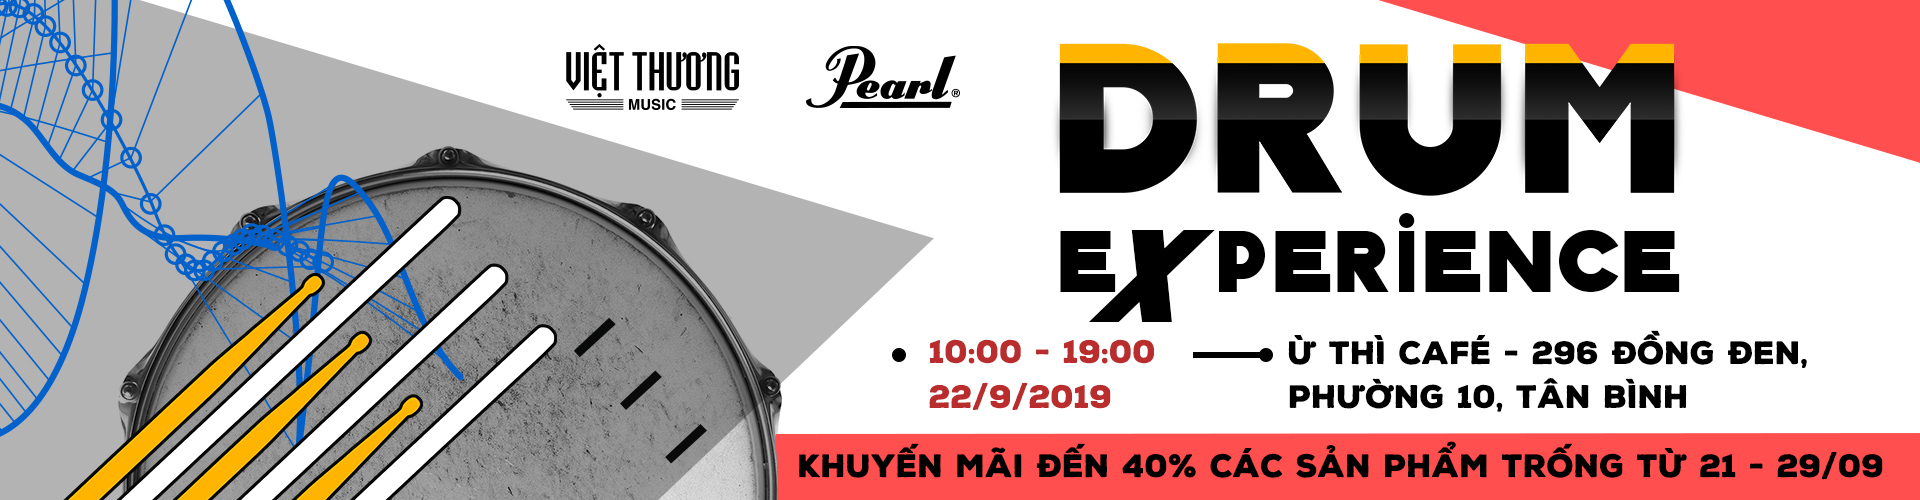 VIỆT THƯƠNG
MUSIC
Pearl®
DRUM
EXPERIENCE
• 10:00 - 19:00
22/9/2019
Ừ THÌ CAFÉ - 296 ĐỒNG ĐEN,
PHƯỜNG 10, TÂN BÌNH
KHUYẾN MÃI ĐẾN 40% CÁC SẢN PHẨM TRỐNG TỪ 21 - 29/09